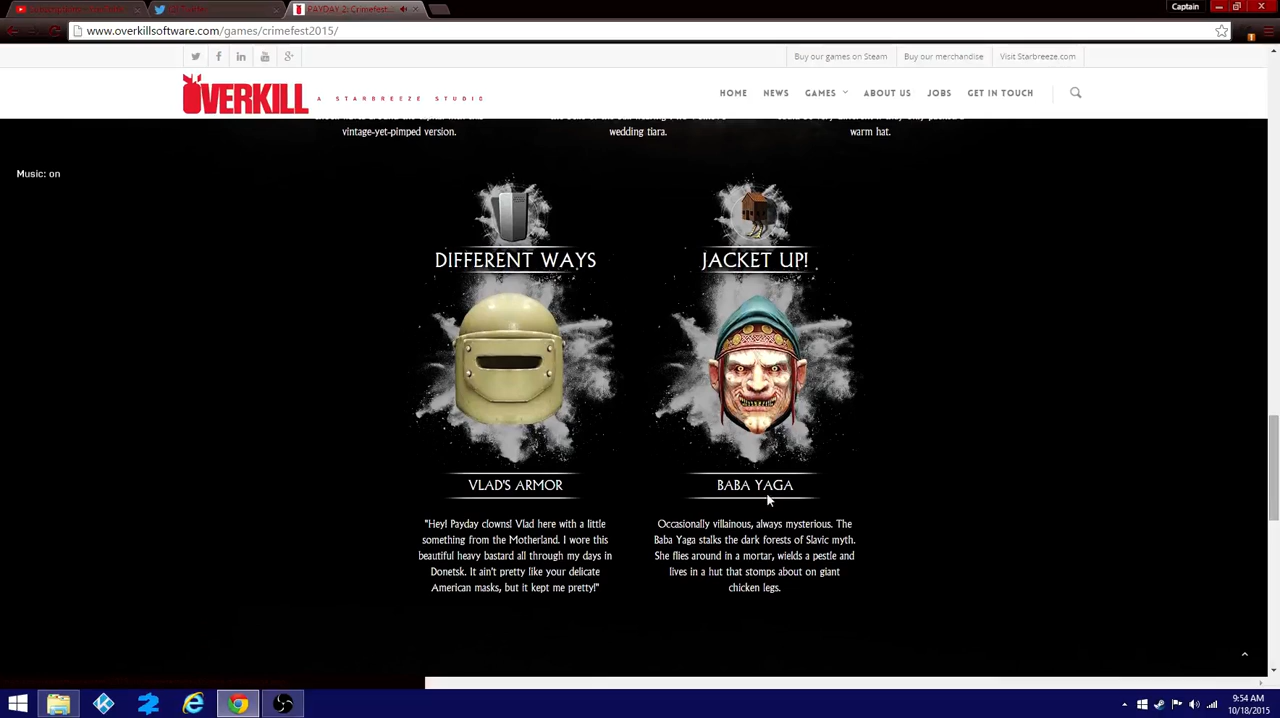 PAYDAY 2: Crimefest
Captain
www.overkillsoftware.com/games/crimefest2015/
Buy our games on Steam
Buy our merchandise
Visit Starbreeze.com
OVERKILL
A STARBREEZE STUDIO
HOME
NEWS
GAMES
ABOUT US
JOBS
GET IN TOUCH
vintage-yet-pimped version.
wedding tiara.
warm hat.
Music: on
DIFFERENT WAYS
JACKET UP!
VLAD'S ARMOR
BABA YAGA
"Hey! Payday clowns! Vlad here with a little
something from the Motherland. I wore this
beautiful heavy bastard all through my days in
Donetsk. It ain't pretty like your delicate
American masks, but it kept me pretty!"
Occasionally villainous, always mysterious. The
Baba Yaga stalks the dark forests of Slavic myth.
She flies around in a mortar, wields a pestle and
lives in a hut that stomps about on giant
chicken legs.
9:54 AM
10/18/2015